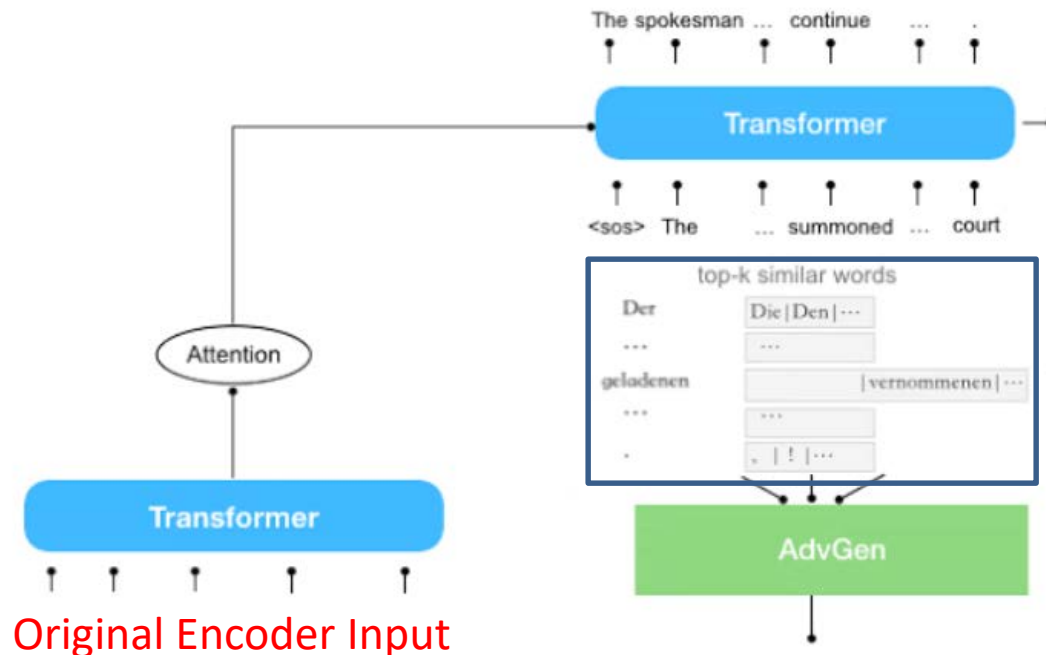 The spokesman ... continue ... .
Transformer
<sos> The ... summoned ... court
top-k similar words
Der Die|Den|···
··· ···
geladenen |vernommenen|···
··· ···
. 。|!|···
Attention
Transformer
AdvGen
Original Encoder Input